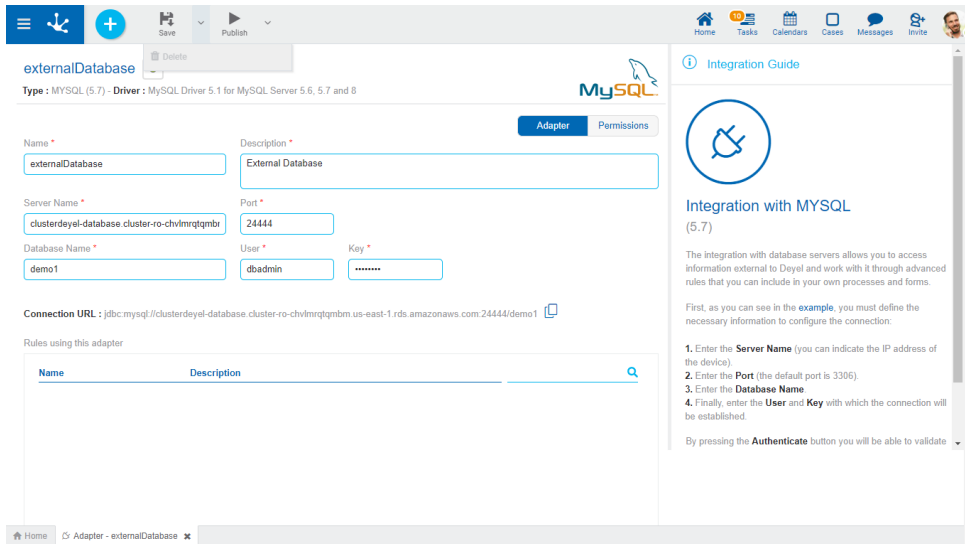 Save
Publish
10
Home
Tasks
Calendars
Cases
Messages
Invite
Delete
externalDatabase
Type : MYSQL (5.7) - Driver : MySQL Driver 5.1 for MySQL Server 5.6, 5.7 and 8
MySQL
Adapter
Permissions
Name *
Description *
externalDatabase
External Database
Server Name *
Port *
clusterdeyel-database.cluster-ro-chvlmrqtqmbr
24444
Database Name *
User *
Key *
demo1
dbadmin
••••••••
Connection URL : jdbc:mysql://clusterdeyel-database.cluster-ro-chvlmrqtqmbm.us-east-1.rds.amazonaws.com:24444/demo1
Rules using this adapter
Name
Description
Integration Guide
Integration with MYSQL
(5.7)
The integration with database servers allows you to access
information external to Deyel and work with it through advanced
rules that you can include in your own processes and forms.
First, as you can see in the example, you must define the
necessary information to configure the connection:
1. Enter the Server Name (you can indicate the IP address of
the device).
2. Enter the Port (the default port is 3306).
3. Enter the Database Name.
4. Finally, enter the User and Key with which the connection will
be established.
By pressing the Authenticate button you will be able to validate
Home
Adapter - externalDatabase